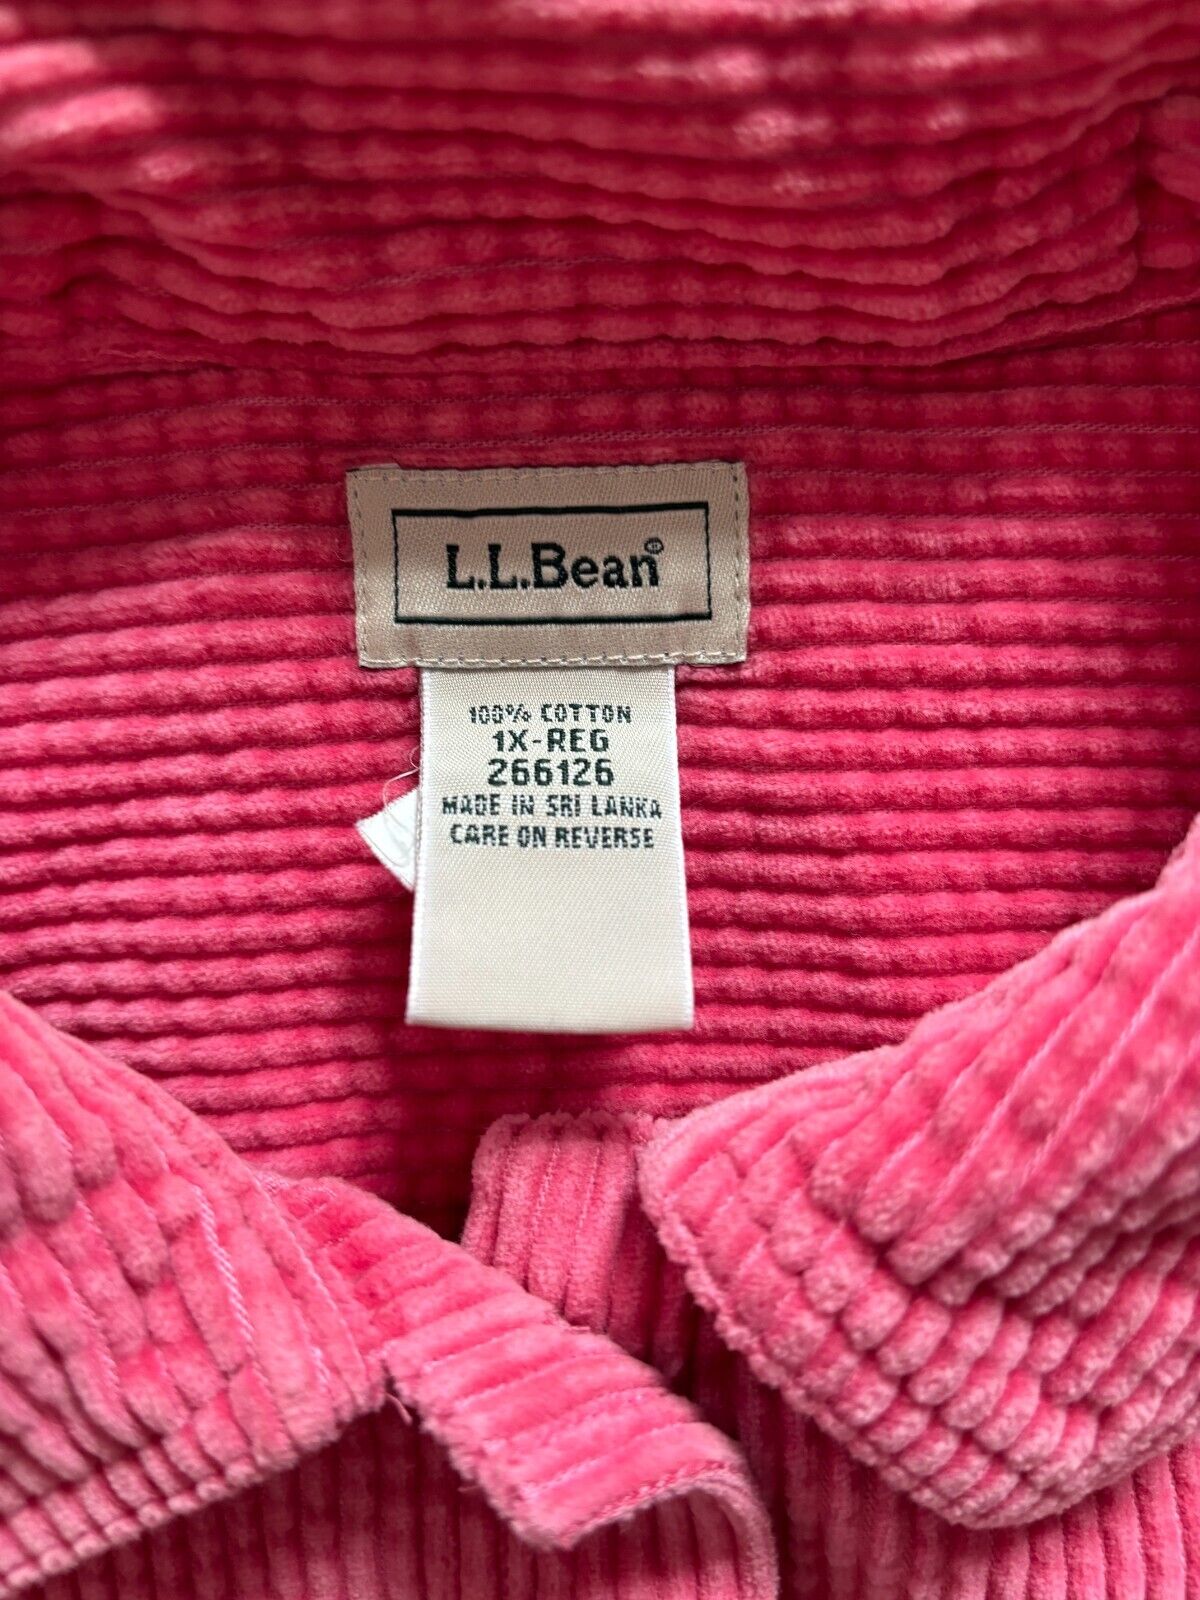 L.L.Bean®
100% COTTON
1X-REG
266126
MADE IN SRI LANKA
CARE ON REVERSE